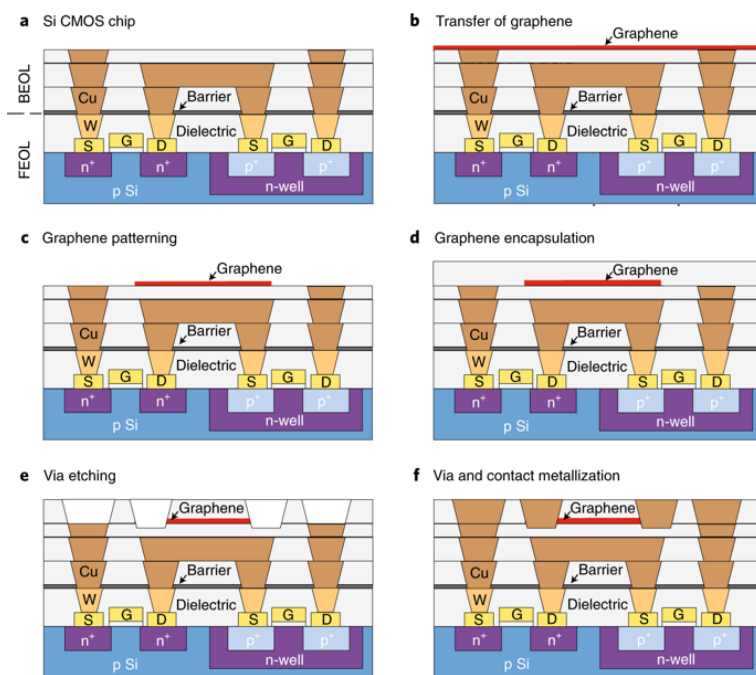 a Si CMOS chip
BEOL
FEOL
Cu
Barrier
W
Dielectric
S G D S G D
n+ n+ p+ p+
p Si
n-well
b Transfer of graphene
Graphene
Cu
Barrier
W
Dielectric
S G D S G D
n+ n+ p+ p+
p Si
n-well
c Graphene patterning
Graphene
Cu
Barrier
W
Dielectric
S G D S G D
n+ n+ p+ p+
p Si
n-well
d Graphene encapsulation
Graphene
Cu
Barrier
W
Dielectric
S G D S G D
n+ n+ p+ p+
p Si
n-well
e Via etching
Graphene
Cu
Barrier
W
Dielectric
S G D S G D
n+ n+ p+ p+
p Si
n-well
f Via and contact metallization
Graphene
Cu
Barrier
W
Dielectric
S G D S G D
n+ n+ p+ p+
p Si
n-well